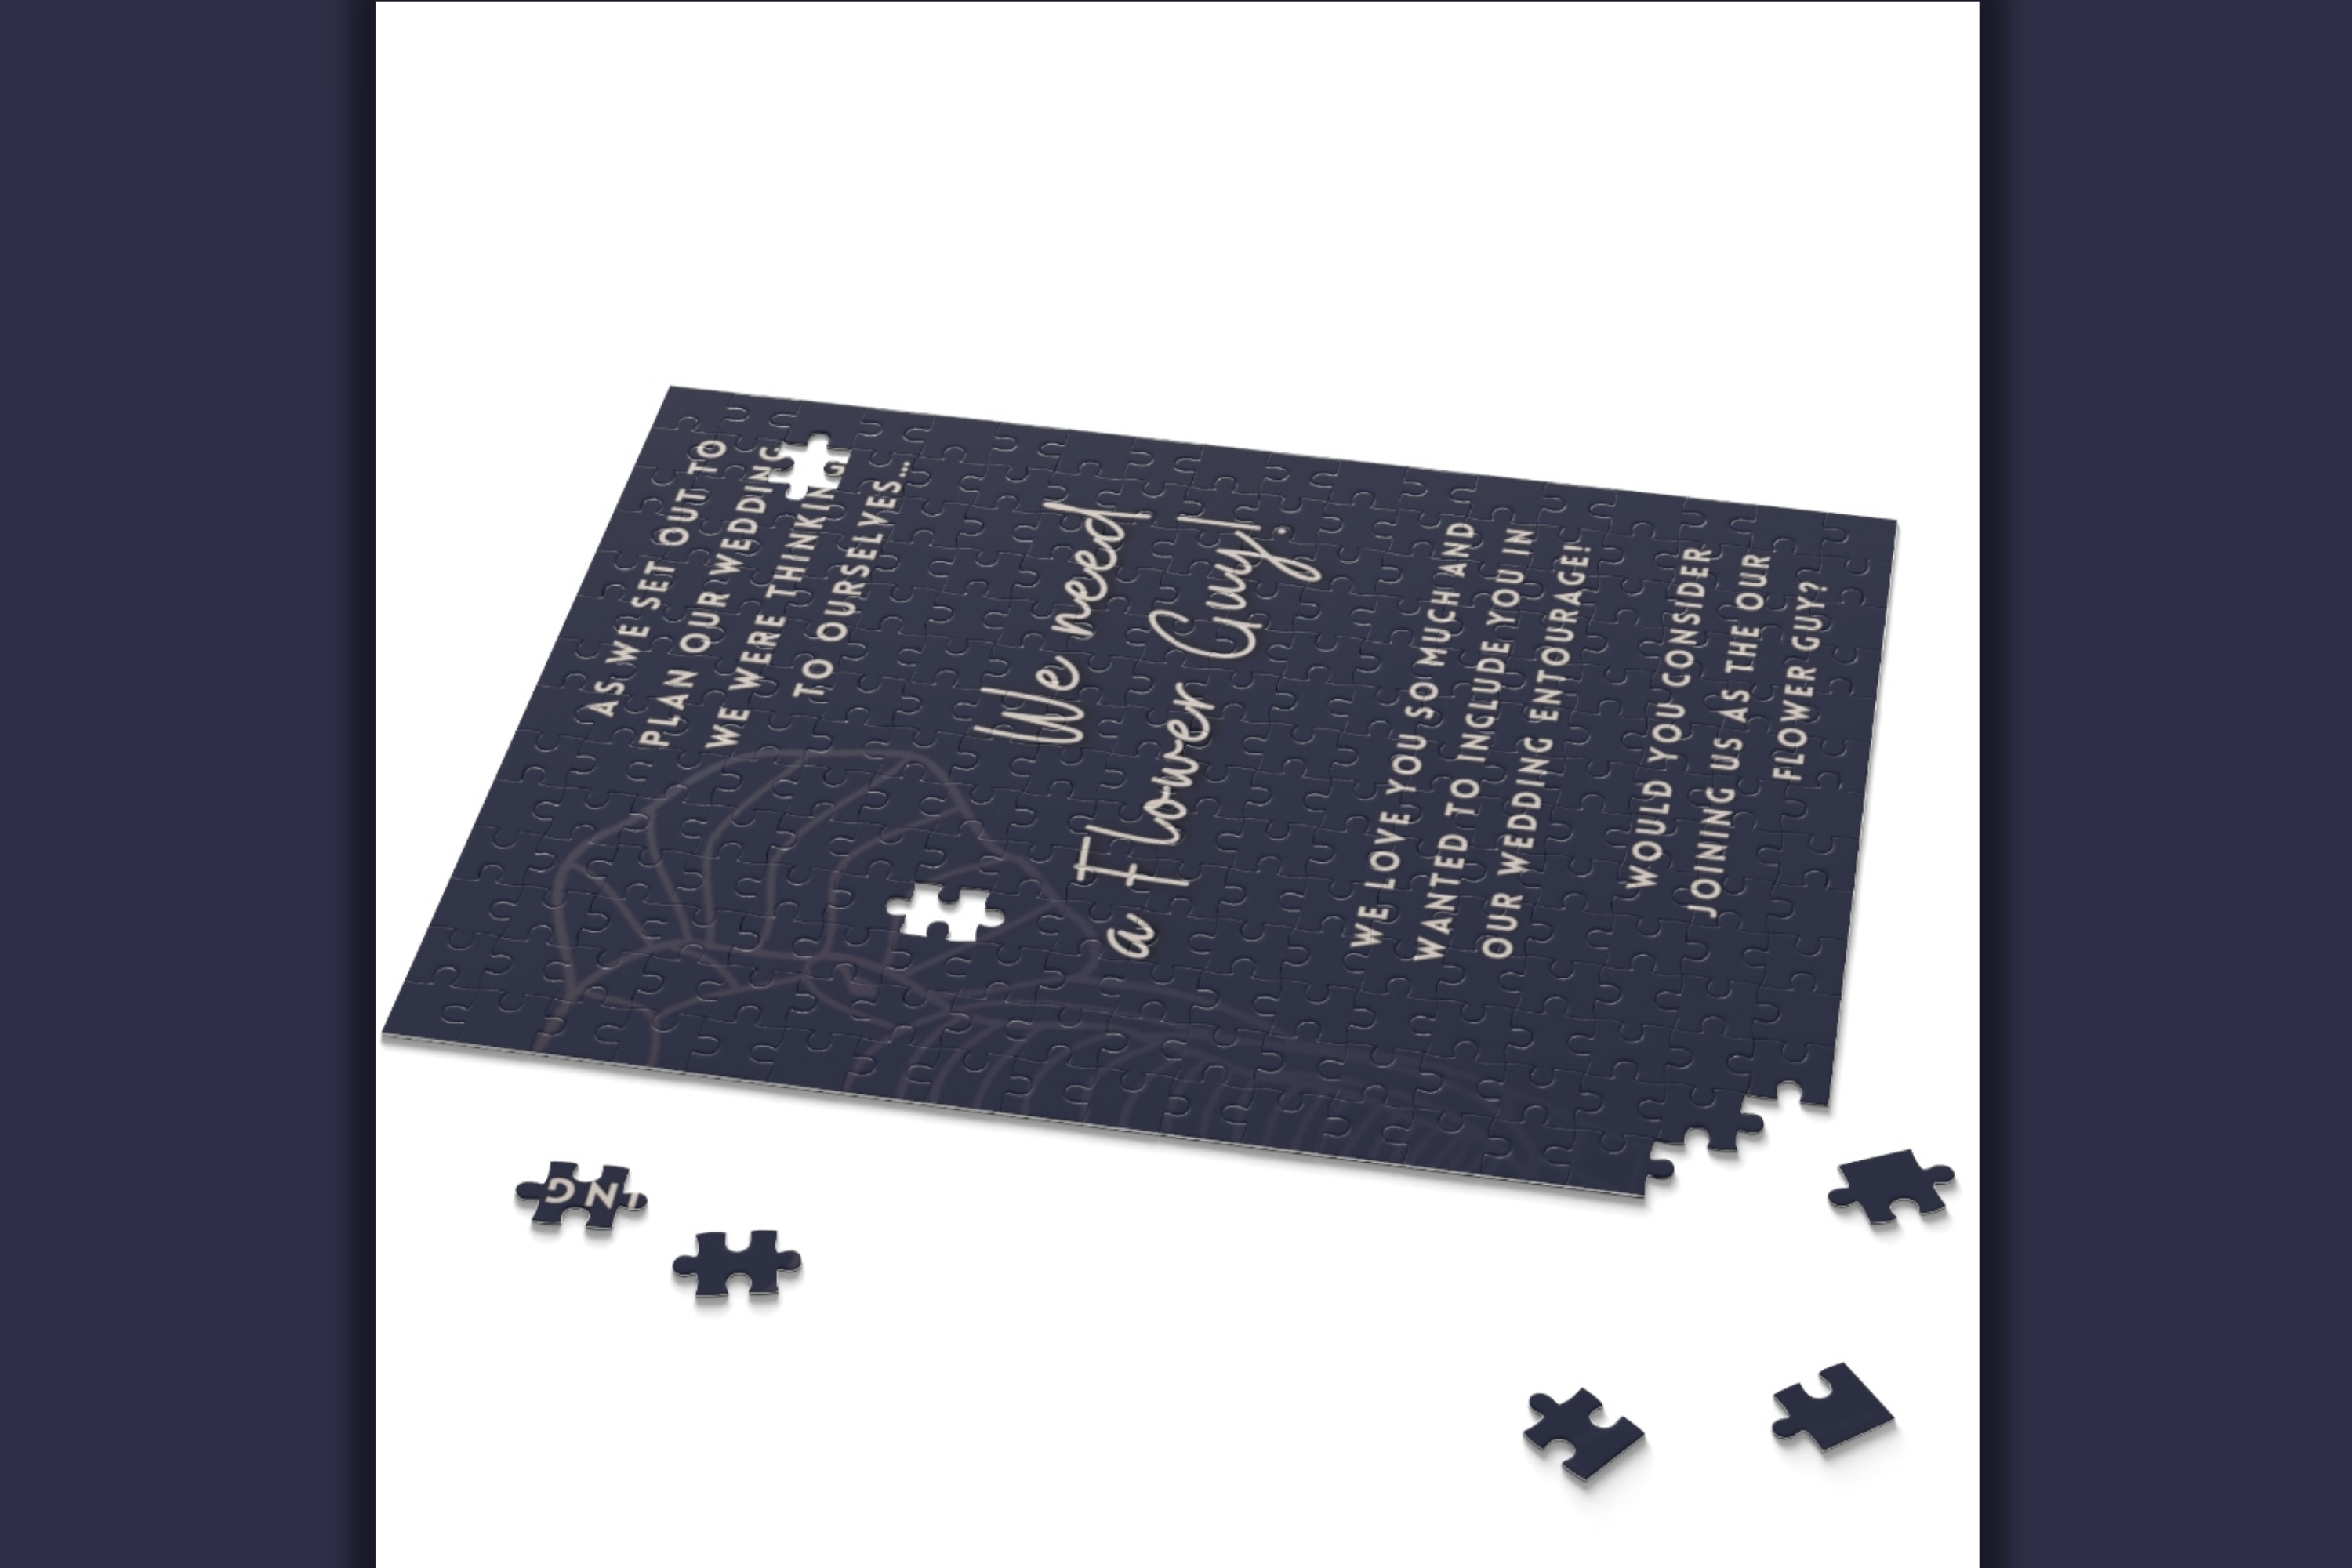 AS WE SET OUT TO
PLAN OUR WEDDING
WE WERE THINKING
TO OURSELVES...
We need
a Flower Guy!
WE LOVE YOU SO MUCH AND
WANTED TO INCLUDE YOU IN
OUR WEDDING ENTOURAGE!
WOULD YOU CONSIDER
JOINING US AS THE OUR
FLOWER GUY?